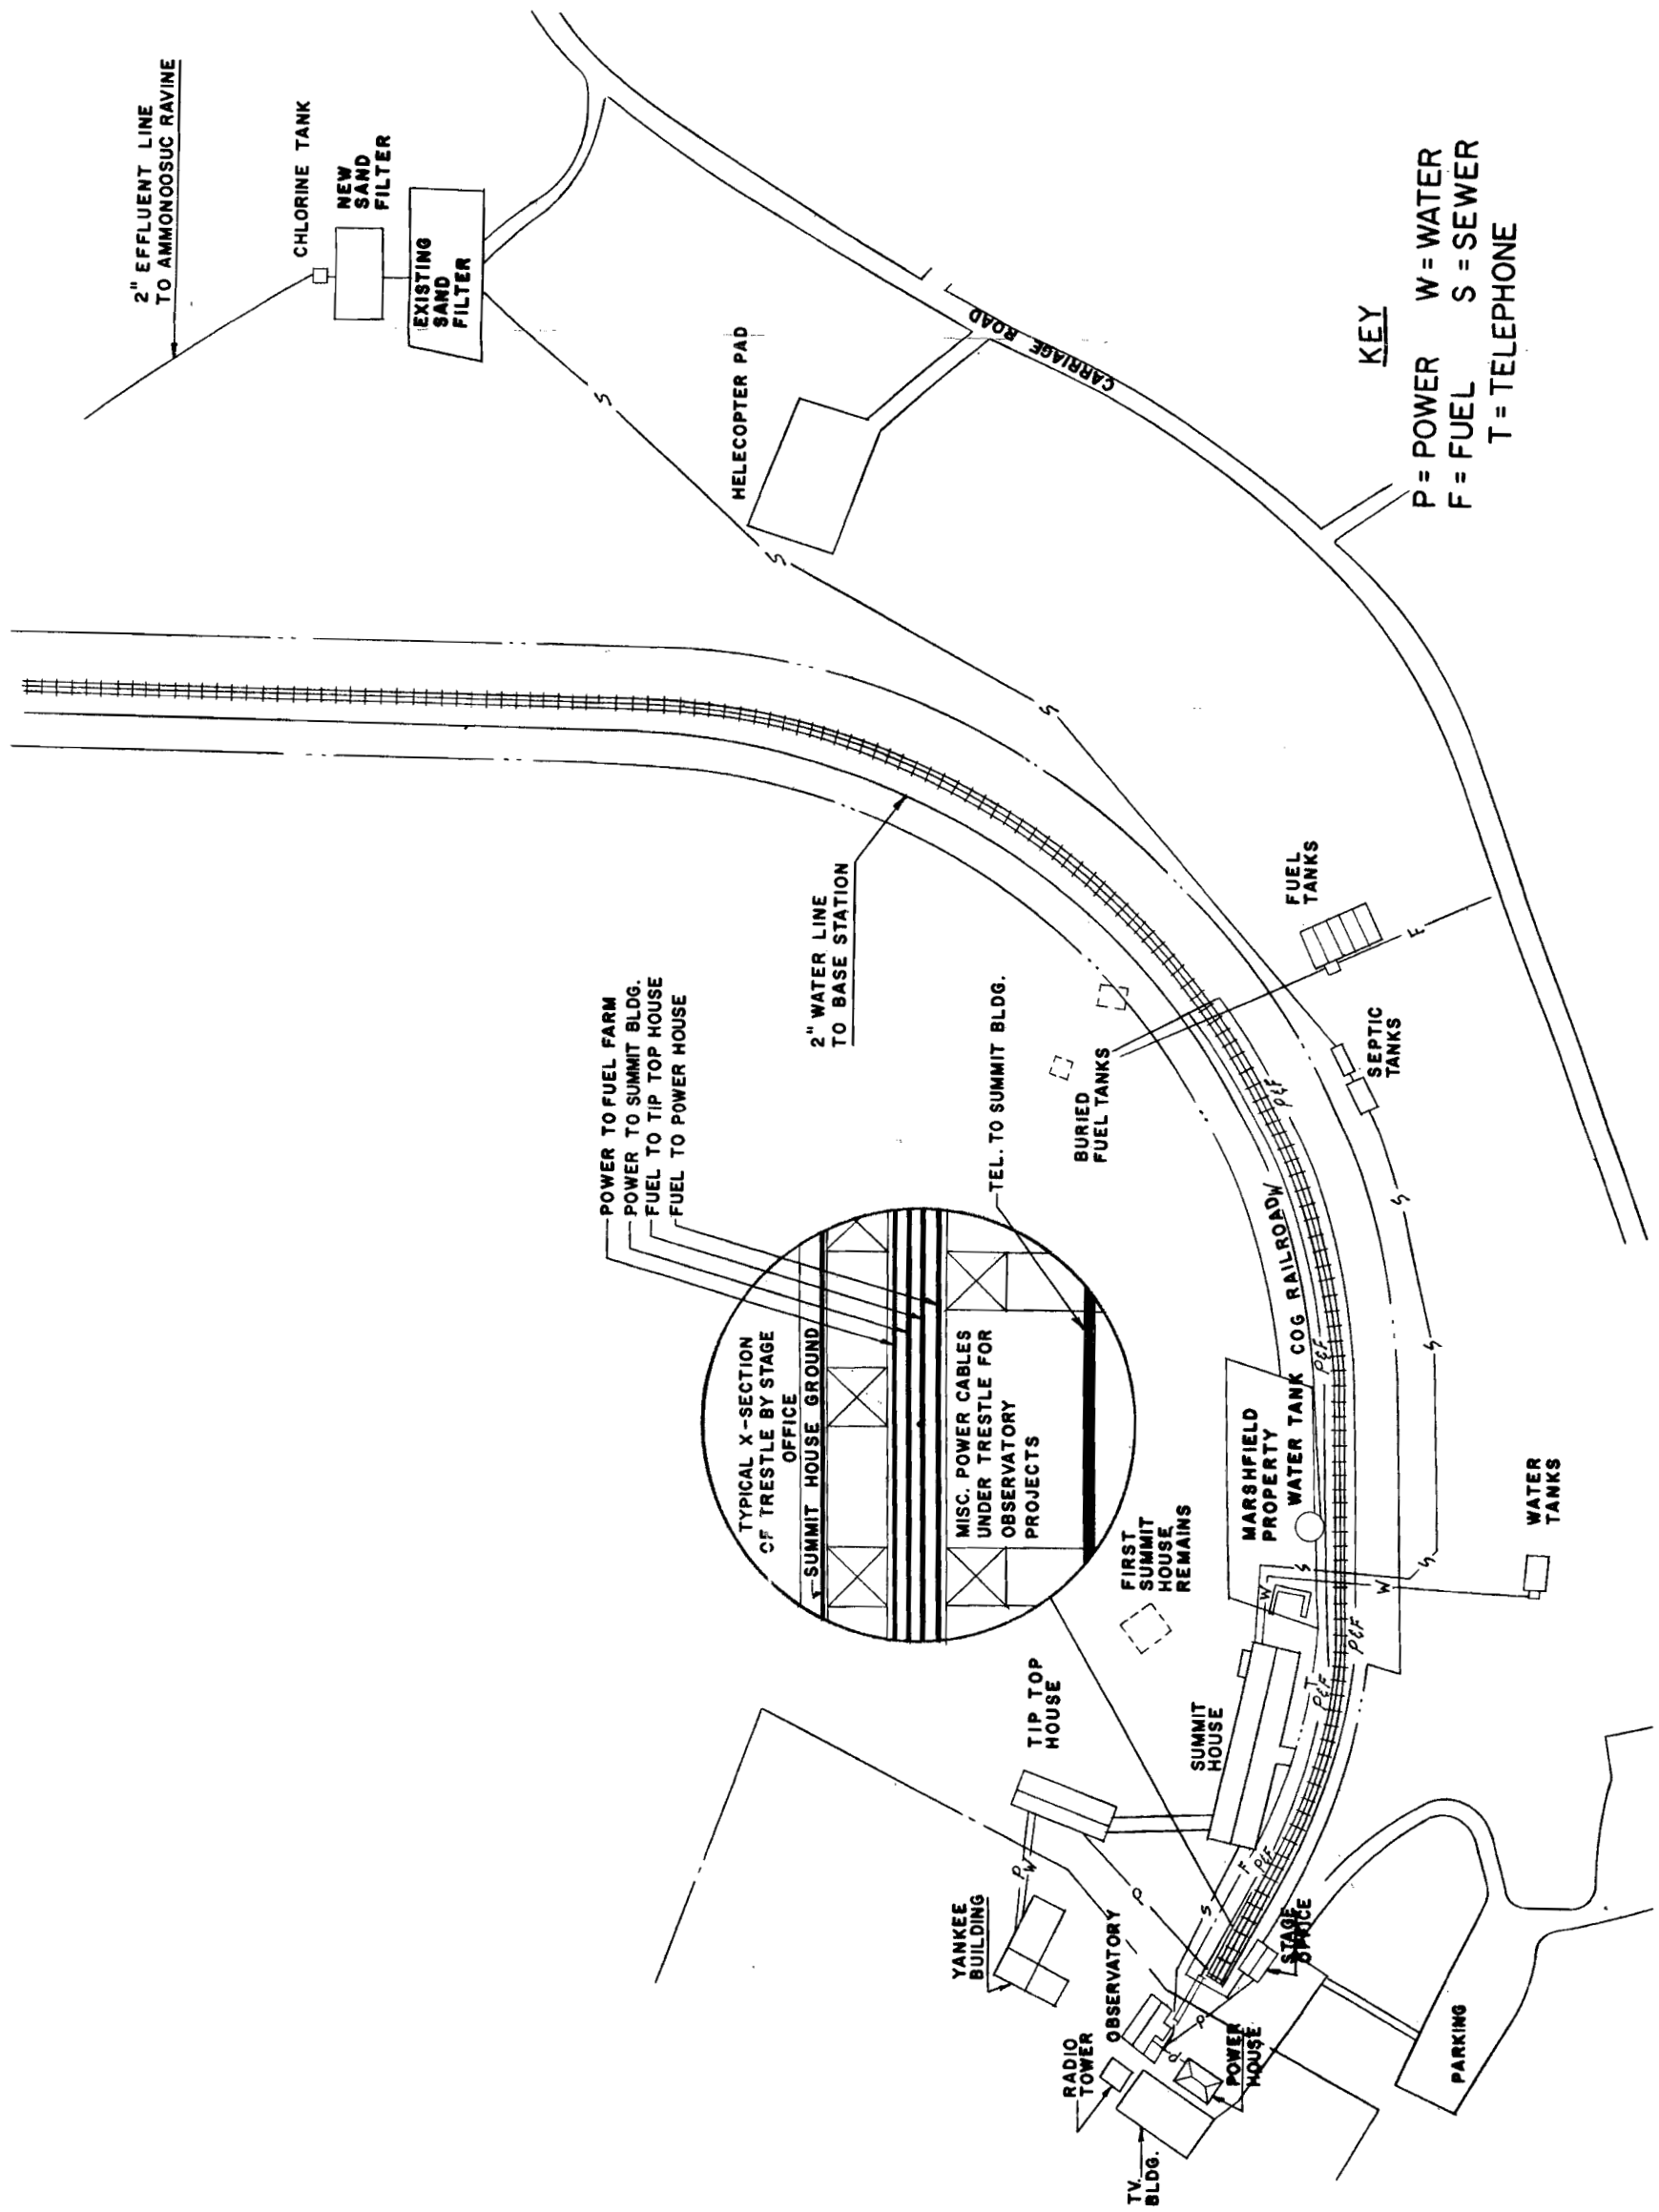 2" EFFLUENT LINE
TO AMMONOOSUC RAVINE
CHLORINE TANK
NEW
SAND
FILTER
EXISTING
SAND
FILTER
S
HELECOPTER PAD
S
CARRIAGE ROAD
KEY
P = POWER W = WATER
F = FUEL S = SEWER
T = TELEPHONE
S
2" WATER LINE
TO BASE STATION
FUEL
TANKS
F
SEPTIC
TANKS
BURIED
FUEL TANKS
P&F
POWER TO FUEL FARM
POWER TO SUMMIT BLDG.
FUEL TO TIP TOP HOUSE
FUEL TO POWER HOUSE
TEL. TO SUMMIT BLDG.
TYPICAL X-SECTION
OF TRESTLE BY STAGE
OFFICE
SUMMIT HOUSE GROUND
MISC. POWER CABLES
UNDER TRESTLE FOR
OBSERVATORY
PROJECTS
COG RAILROAD
W
S
S
P&F
MARSHFIELD
PROPERTY
WATER TANK
FIRST
SUMMIT
HOUSE
REMAINS
S
W
S
W
WATER
TANKS
P&F
T
P&F
TIP TOP
HOUSE
SUMMIT
HOUSE
P
W
P
F
P&F
S
YANKEE
BUILDING
OBSERVATORY
STAGE
OFFICE
P
P
RADIO
TOWER
POWER
HOUSE
PARKING
TV.
BLDG.